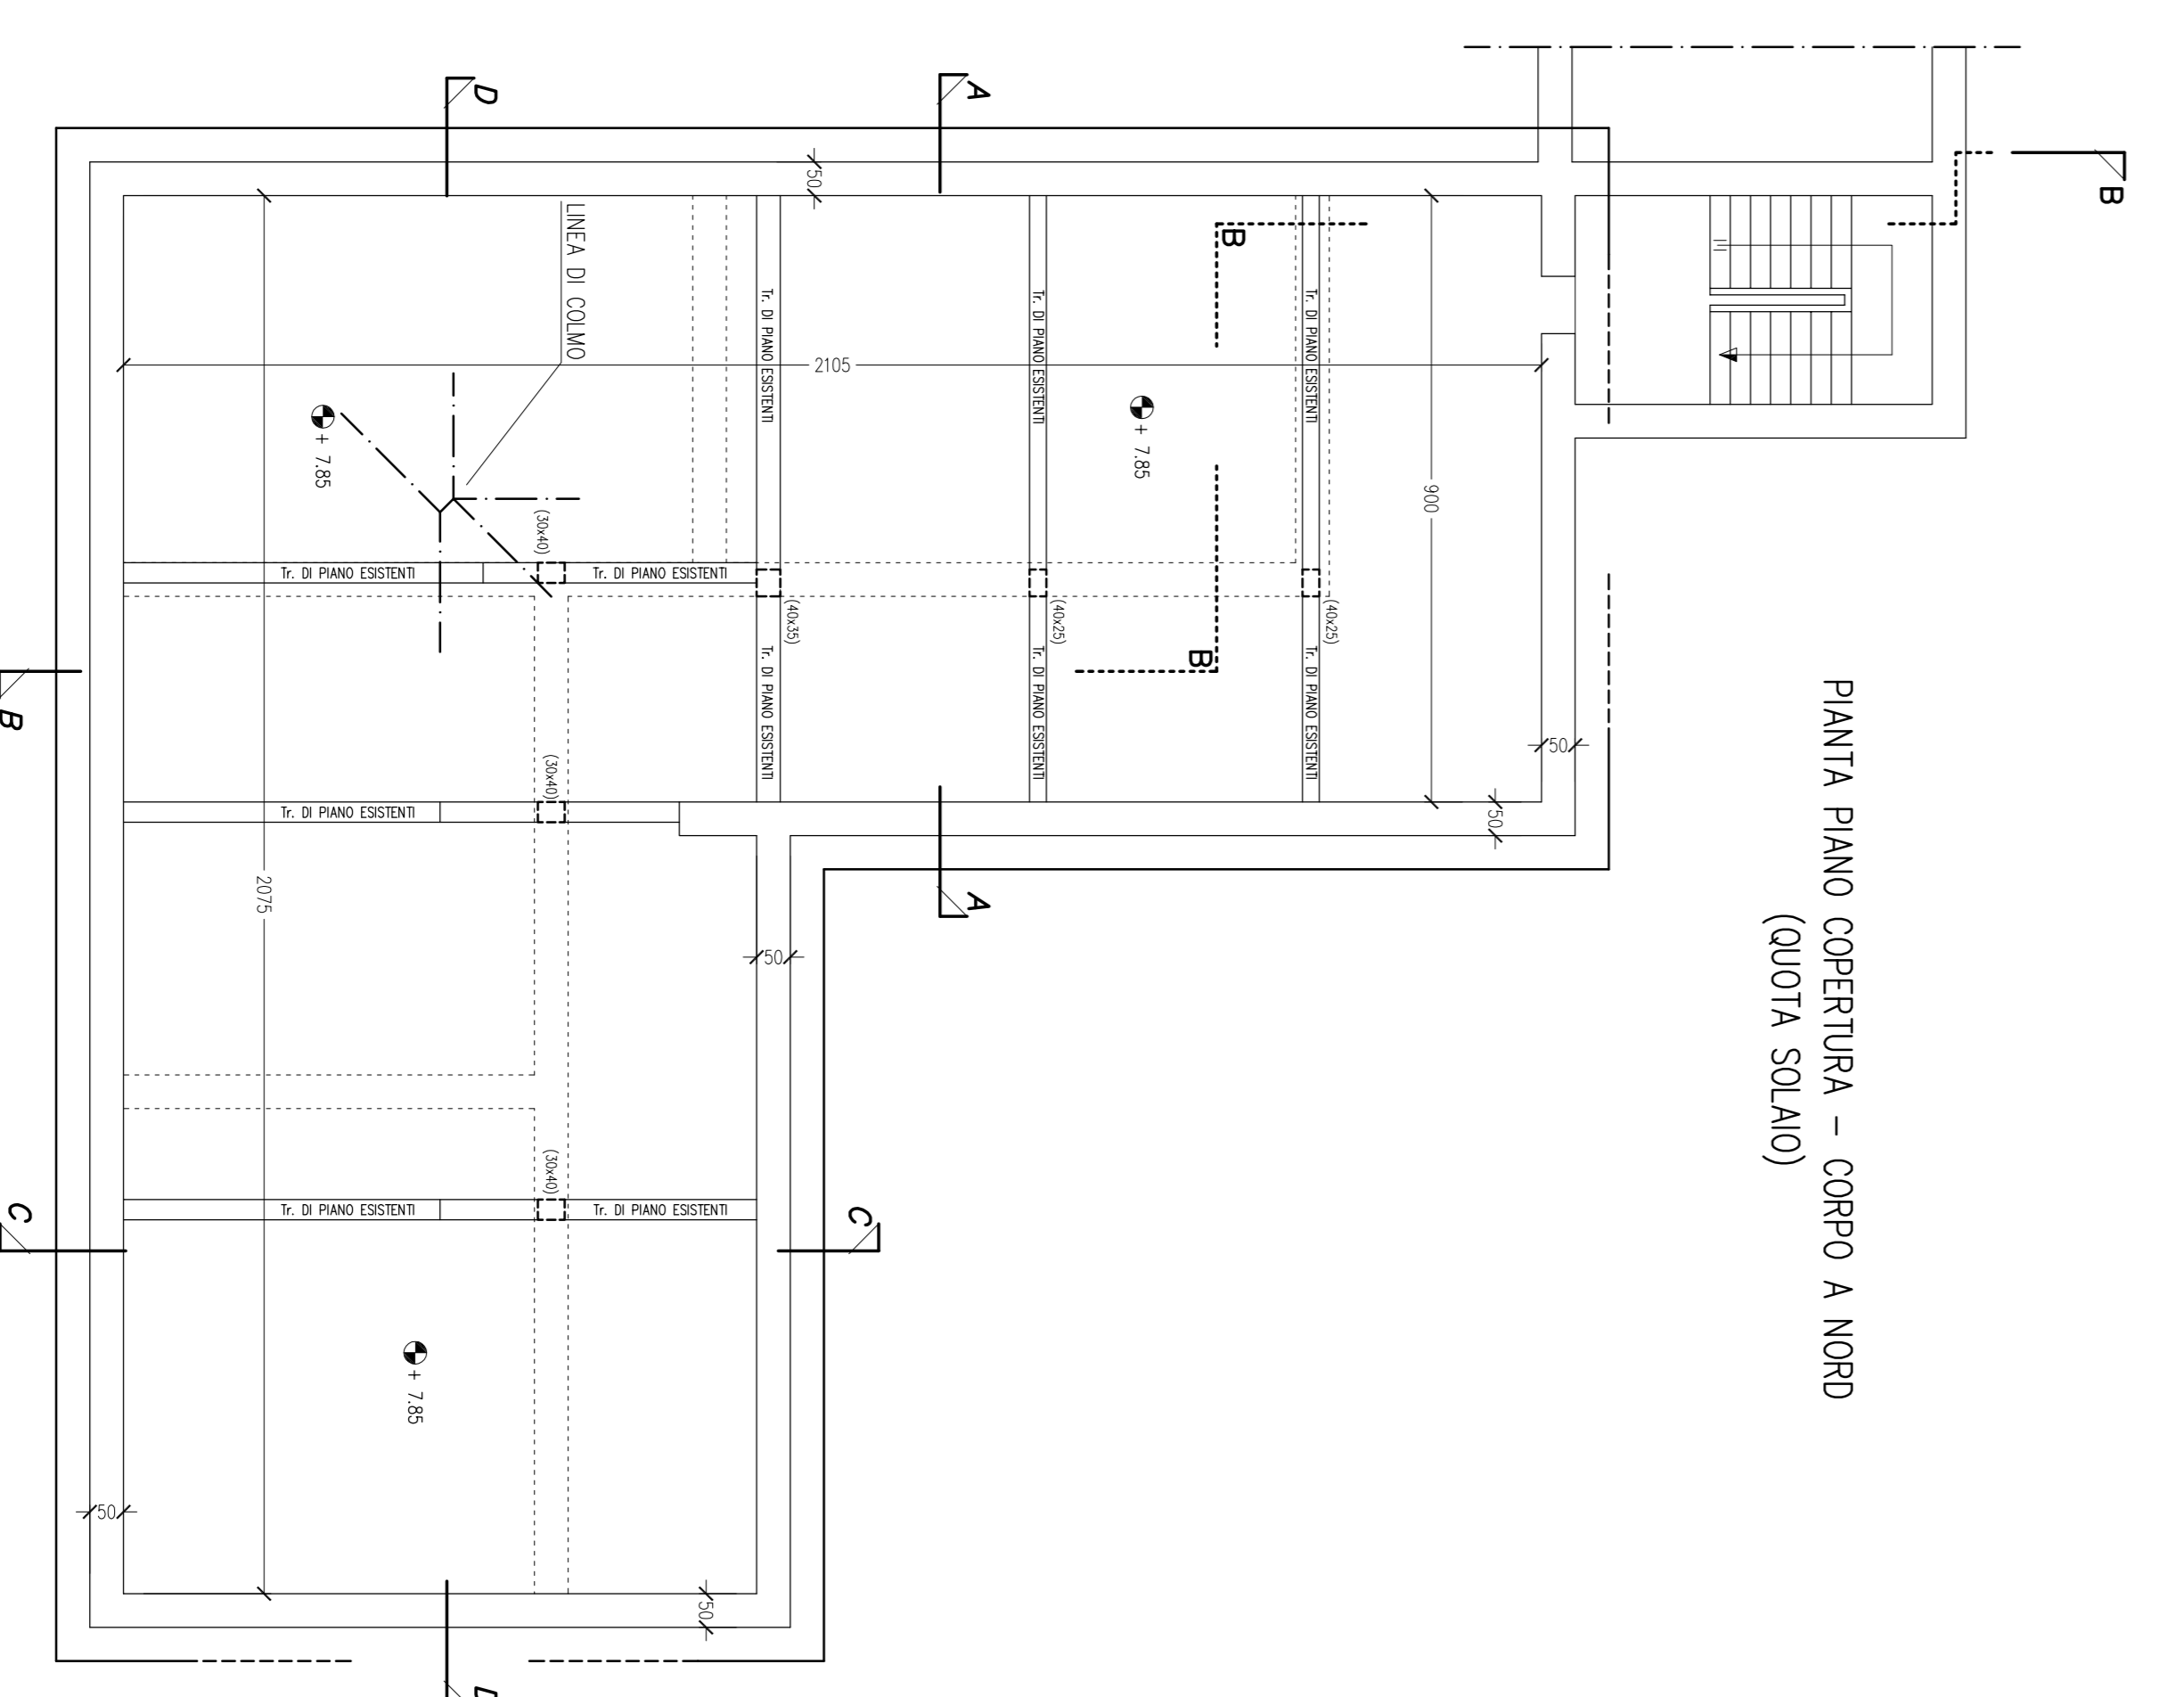 PIANTA PIANO COPERTURA - CORPO A NORD
(QUOTA SOLAIO)
B
B
B
B
A
A
D
D
C
C
LINEA DI COLMO
50
50
50
50
50
50
2105
900
2075
+ 7.85
+ 7.85
+ 7.85
Tr. DI PIANO ESISTENTI
Tr. DI PIANO ESISTENTI
Tr. DI PIANO ESISTENTI
Tr. DI PIANO ESISTENTI
Tr. DI PIANO ESISTENTI
Tr. DI PIANO ESISTENTI
Tr. DI PIANO ESISTENTI
Tr. DI PIANO ESISTENTI
Tr. DI PIANO ESISTENTI
Tr. DI PIANO ESISTENTI
Tr. DI PIANO ESISTENTI
(40x25)
(40x25)
(40x35)
(30x40)
(30x40)
(30x40)